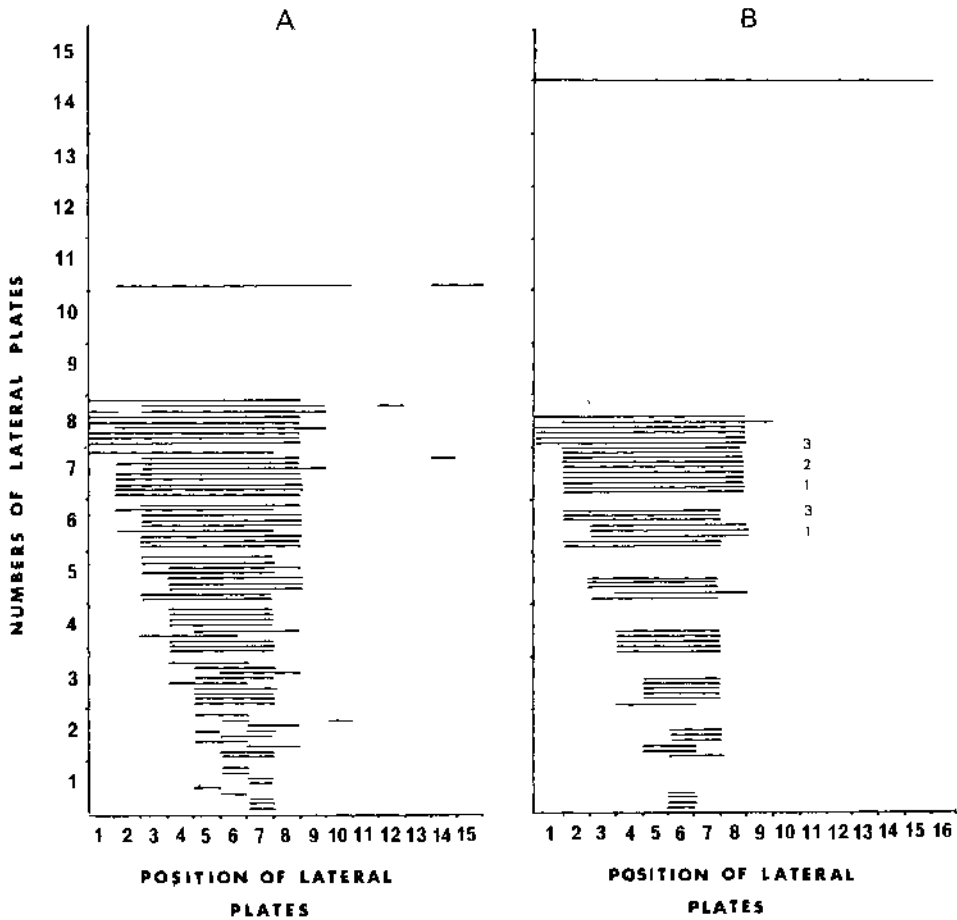 A
B
NUMBERS OF LATERAL PLATES
15
14
13
12
11
10
9
8
7
6
5
4
3
2
1
3
2
1
3
1
1 2 3 4 5 6 7 8 9 10 11 12 13 14 15
1 2 3 4 5 6 7 8 9 10 11 12 13 14 15 16
POSITION OF LATERAL
PLATES
POSITION OF LATERAL
PLATES